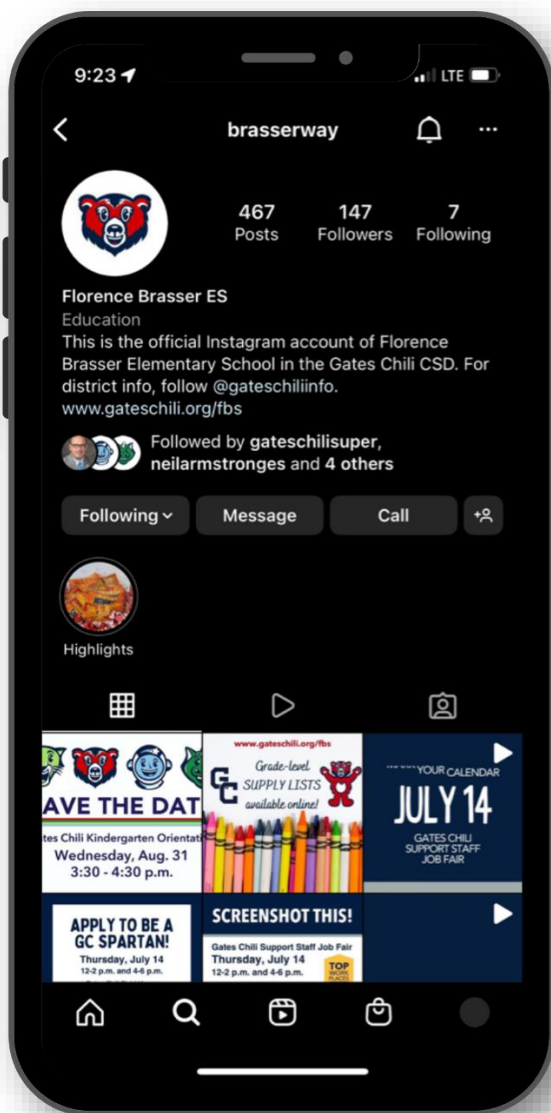 9:23
LTE
brasserway
467
147
7
Posts
Followers
Following
Florence Brasser ES
Education
This is the official Instagram account of Florence
Brasser Elementary School in the Gates Chili CSD. For
district info, follow @gateschiliinfo.
www.gateschili.org/fbs
Followed by gateschilisuper,
neilarmstronges and 4 others
Following
Message
Call
Highlights
AVE THE DAT
tes Chili Kindergarten Orientati
Wednesday, Aug. 31
3:30 - 4:30 p.m.
www.gateschili.org/fbs
Grade-level
GC
SUPPLY LISTS
available online!
YOUR CALENDAR
JULY 14
GATES CHILI
SUPPORT STAFF
JOB FAIR
APPLY TO BE A
GC SPARTAN!
Thursday, July 14
12-2 p.m. and 4-6 p.m.
SCREENSHOT THIS!
Gates Chili Support Staff Job Fair
Thursday, July 14
12-2 p.m. and 4-6 p.m.
TOP
WORK
PLACES